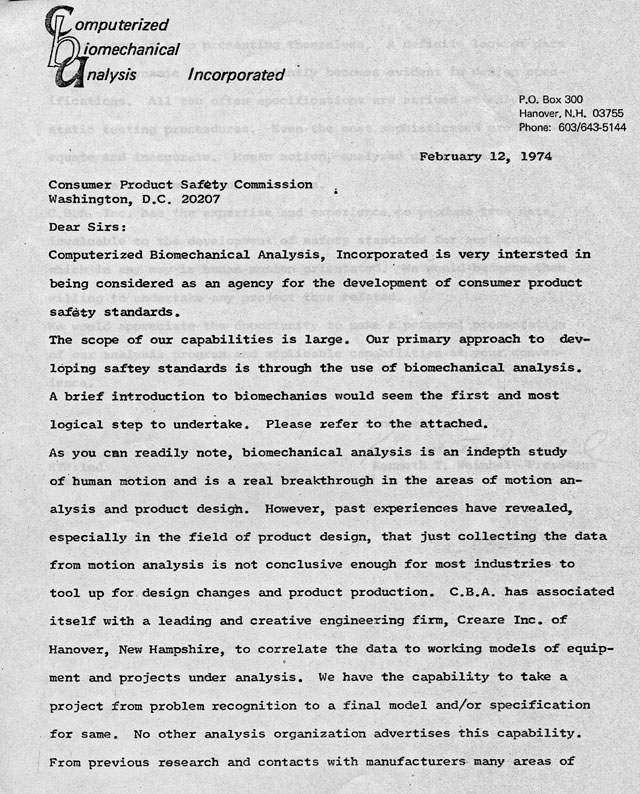 Computerized
Biomechanical
Analysis Incorporated
P.O. Box 300
Hanover, N.H. 03755
Phone: 603/643-5144
February 12, 1974
Consumer Product Safety Commission
Washington, D.C. 20207
Dear Sirs:
Computerized Biomechanical Analysis, Incorporated is very intersted in
being considered as an agency for the development of consumer product
safety standards.
The scope of our capabilities is large. Our primary approach to dev-
loping saftey standards is through the use of biomechanical analysis.
A brief introduction to biomechanics would seem the first and most
logical step to undertake. Please refer to the attached.
As you can readily note, biomechanical analysis is an indepth study
of human motion and is a real breakthrough in the areas of motion an-
alysis and product design. However, past experiences have revealed,
especially in the field of product design, that just collecting the data
from motion analysis is not conclusive enough for most industries to
tool up for design changes and product production. C.B.A. has associated
itself with a leading and creative engineering firm, Creare Inc. of
Hanover, New Hampshire, to correlate the data to working models of equip-
ment and projects under analysis. We have the capability to take a
project from problem recognition to a final model and/or specification
for same. No other analysis organization advertises this capability.
From previous research and contacts with manufacturers many areas of